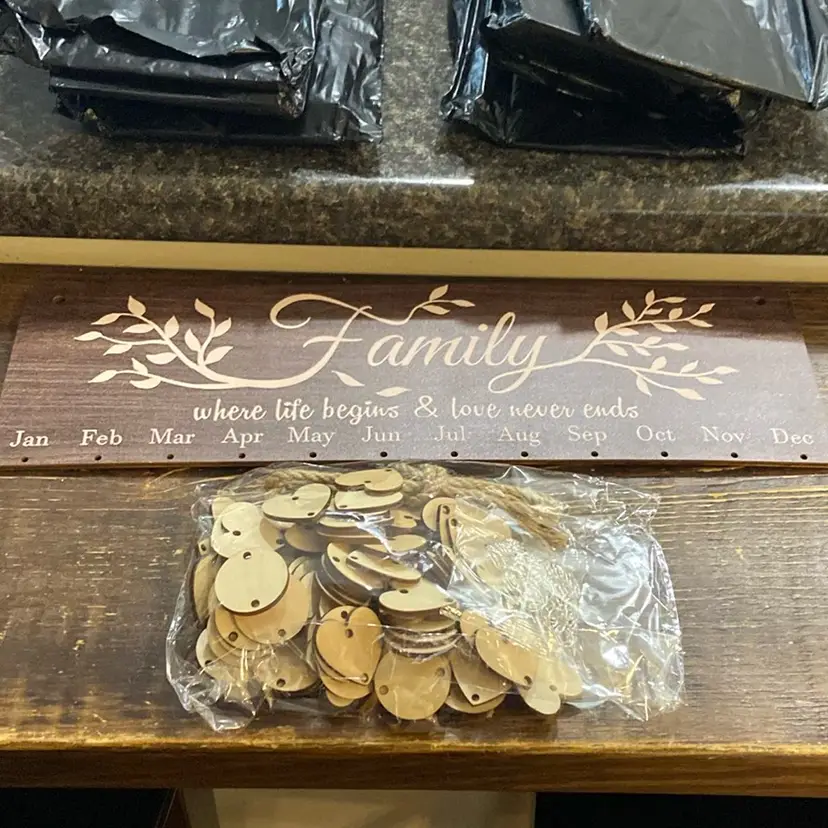 Family
where life begins & love never ends
Jan Feb Mar Apr May Jun Jul Aug Sep Oct Nov Dec